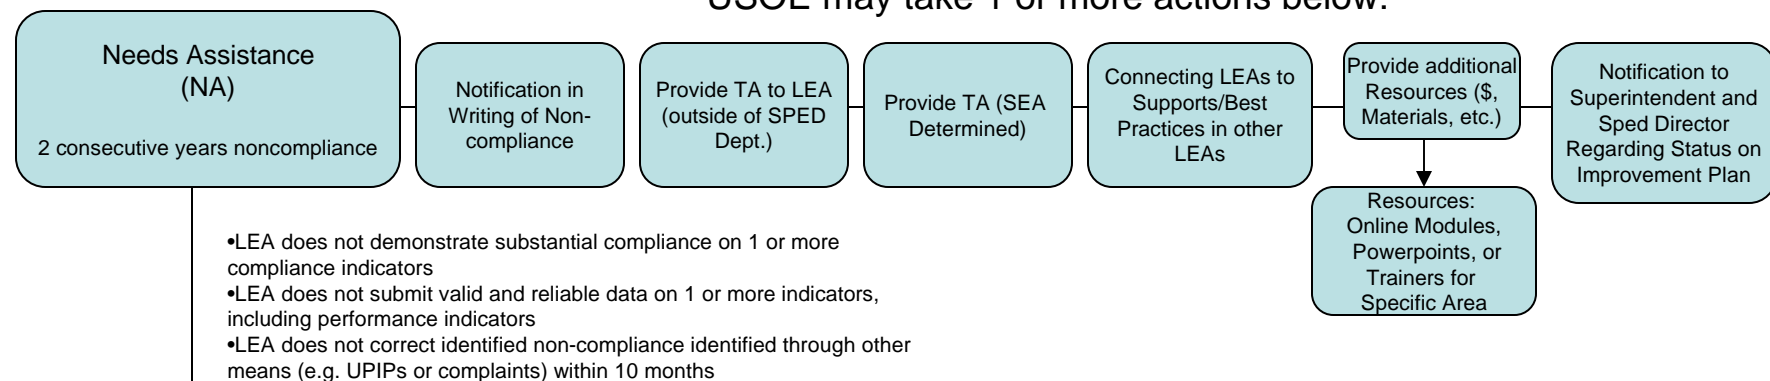 USOE may take 1 or more actions below:
Needs Assistance
(NA)
2 consecutive years noncompliance
Notification in
Writing of Non-
compliance
Provide TA to LEA
(outside of SPED
Dept.)
Provide TA (SEA
Determined)
Connecting LEAs to
Supports/Best
Practices in other
LEAs
Provide additional
Resources ($,
Materials, etc.)
Notification to
Superintendent and
Sped Director
Regarding Status on
Improvement Plan
Resources:
Online Modules,
Powerpoints, or
Trainers for
Specific Area
•LEA does not demonstrate substantial compliance on 1 or more
compliance indicators
•LEA does not submit valid and reliable data on 1 or more indicators,
including performance indicators
•LEA does not correct identified non-compliance identified through other
means (e.g. UPIPs or complaints) within 10 months